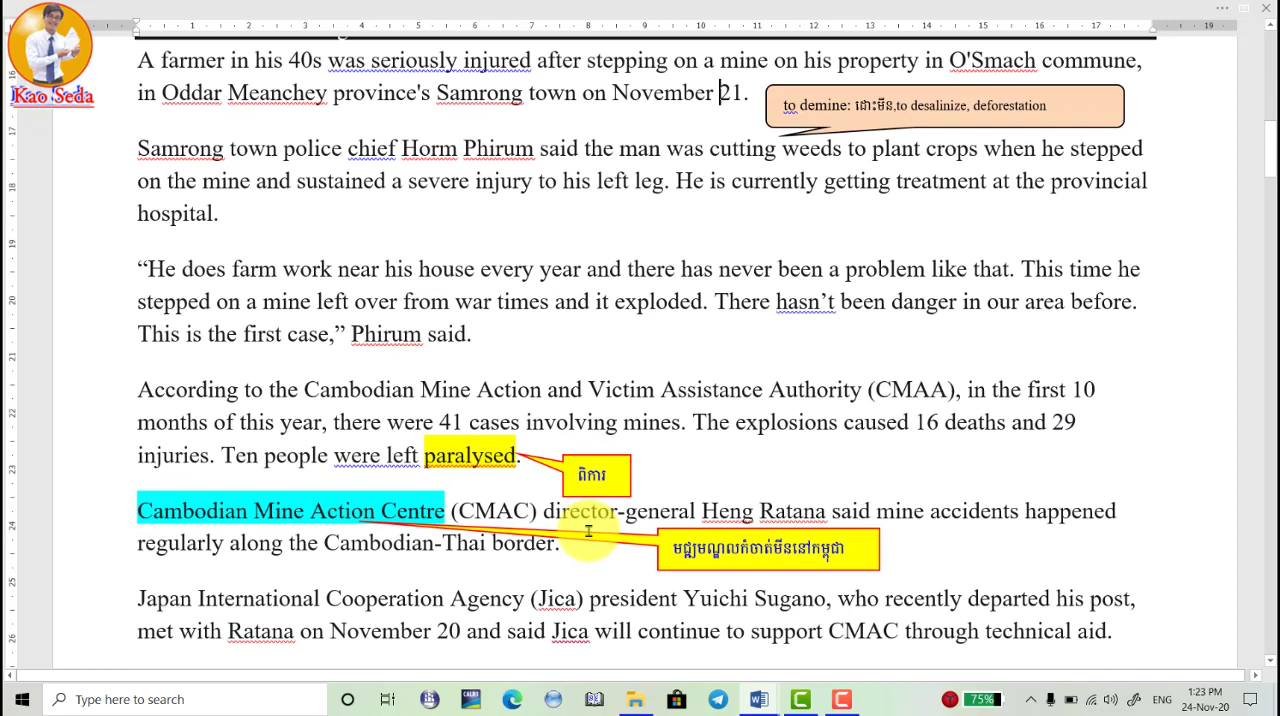 Kao Seda
A farmer in his 40s was seriously injured after stepping on a mine on his property in O'Smach commune,
in Oddar Meanchey province's Samrong town on November 21.
to demine: ដោះមីន,to desalinize, deforestation
Samrong town police chief Horm Phirum said the man was cutting weeds to plant crops when he stepped
on the mine and sustained a severe injury to his left leg. He is currently getting treatment at the provincial
hospital.
“He does farm work near his house every year and there has never been a problem like that. This time he
stepped on a mine left over from war times and it exploded. There hasn’t been danger in our area before.
This is the first case,” Phirum said.
According to the Cambodian Mine Action and Victim Assistance Authority (CMAA), in the first 10
months of this year, there were 41 cases involving mines. The explosions caused 16 deaths and 29
injuries. Ten people were left paralysed.
ពិការ
Cambodian Mine Action Centre (CMAC) director-general Heng Ratana said mine accidents happened
regularly along the Cambodian-Thai border.
មជ្ឈមណ្ឌលកំចាត់មីននៅកម្ពុជា
Japan International Cooperation Agency (Jica) president Yuichi Sugano, who recently departed his post,
met with Ratana on November 20 and said Jica will continue to support CMAC through technical aid.
Type here to search
75%
ENG
1:23 PM
24-Nov-20